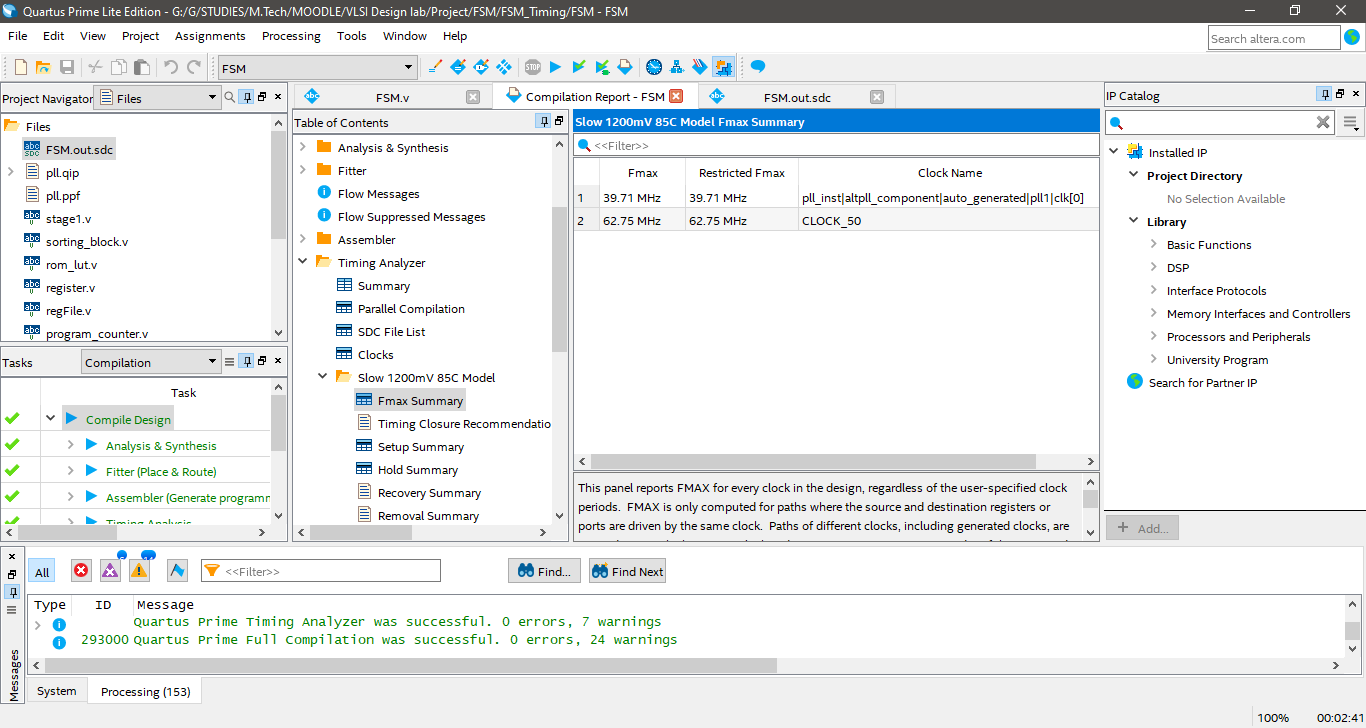 Quartus Prime Lite Edition - G:/G/STUDIES/M.Tech/MOODLE/VLSI Design lab/Project/FSM/FSM_Timing/FSM - FSM
File Edit View Project Assignments Processing Tools Window Help
Search altera.com
FSM
STOP
Project Navigator
Files
Files
FSM.out.sdc
pll.qip
pll.ppf
stage1.v
sorting_block.v
rom_lut.v
register.v
regFile.v
program_counter.v
Tasks
Compilation
Task
Compile Design
Analysis & Synthesis
Fitter (Place & Route)
Assembler (Generate programm
Timing Analysis
FSM.v
Compilation Report - FSM
FSM.out.sdc
Table of Contents
Analysis & Synthesis
Fitter
Flow Messages
Flow Suppressed Messages
Assembler
Timing Analyzer
Summary
Parallel Compilation
SDC File List
Clocks
Slow 1200mV 85C Model
Fmax Summary
Timing Closure Recommendatio
Setup Summary
Hold Summary
Recovery Summary
Removal Summary
Slow 1200mV 85C Model Fmax Summary
<<Filter>>
Fmax Restricted Fmax Clock Name
1 39.71 MHz 39.71 MHz pll_inst|altpll_component|auto_generated|pll1|clk[0]
2 62.75 MHz 62.75 MHz CLOCK_50
This panel reports FMAX for every clock in the design, regardless of the user-specified clock
periods. FMAX is only computed for paths where the source and destination registers or
ports are driven by the same clock. Paths of different clocks, including generated clocks, are
IP Catalog
Installed IP
Project Directory
No Selection Available
Library
Basic Functions
DSP
Interface Protocols
Memory Interfaces and Controllers
Processors and Peripherals
University Program
Search for Partner IP
+ Add...
All
<<Filter>>
Find...
Find Next
Type ID Message
Quartus Prime Timing Analyzer was successful. 0 errors, 7 warnings
293000 Quartus Prime Full Compilation was successful. 0 errors, 24 warnings
Messages
System
Processing (153)
100% 00:02:41